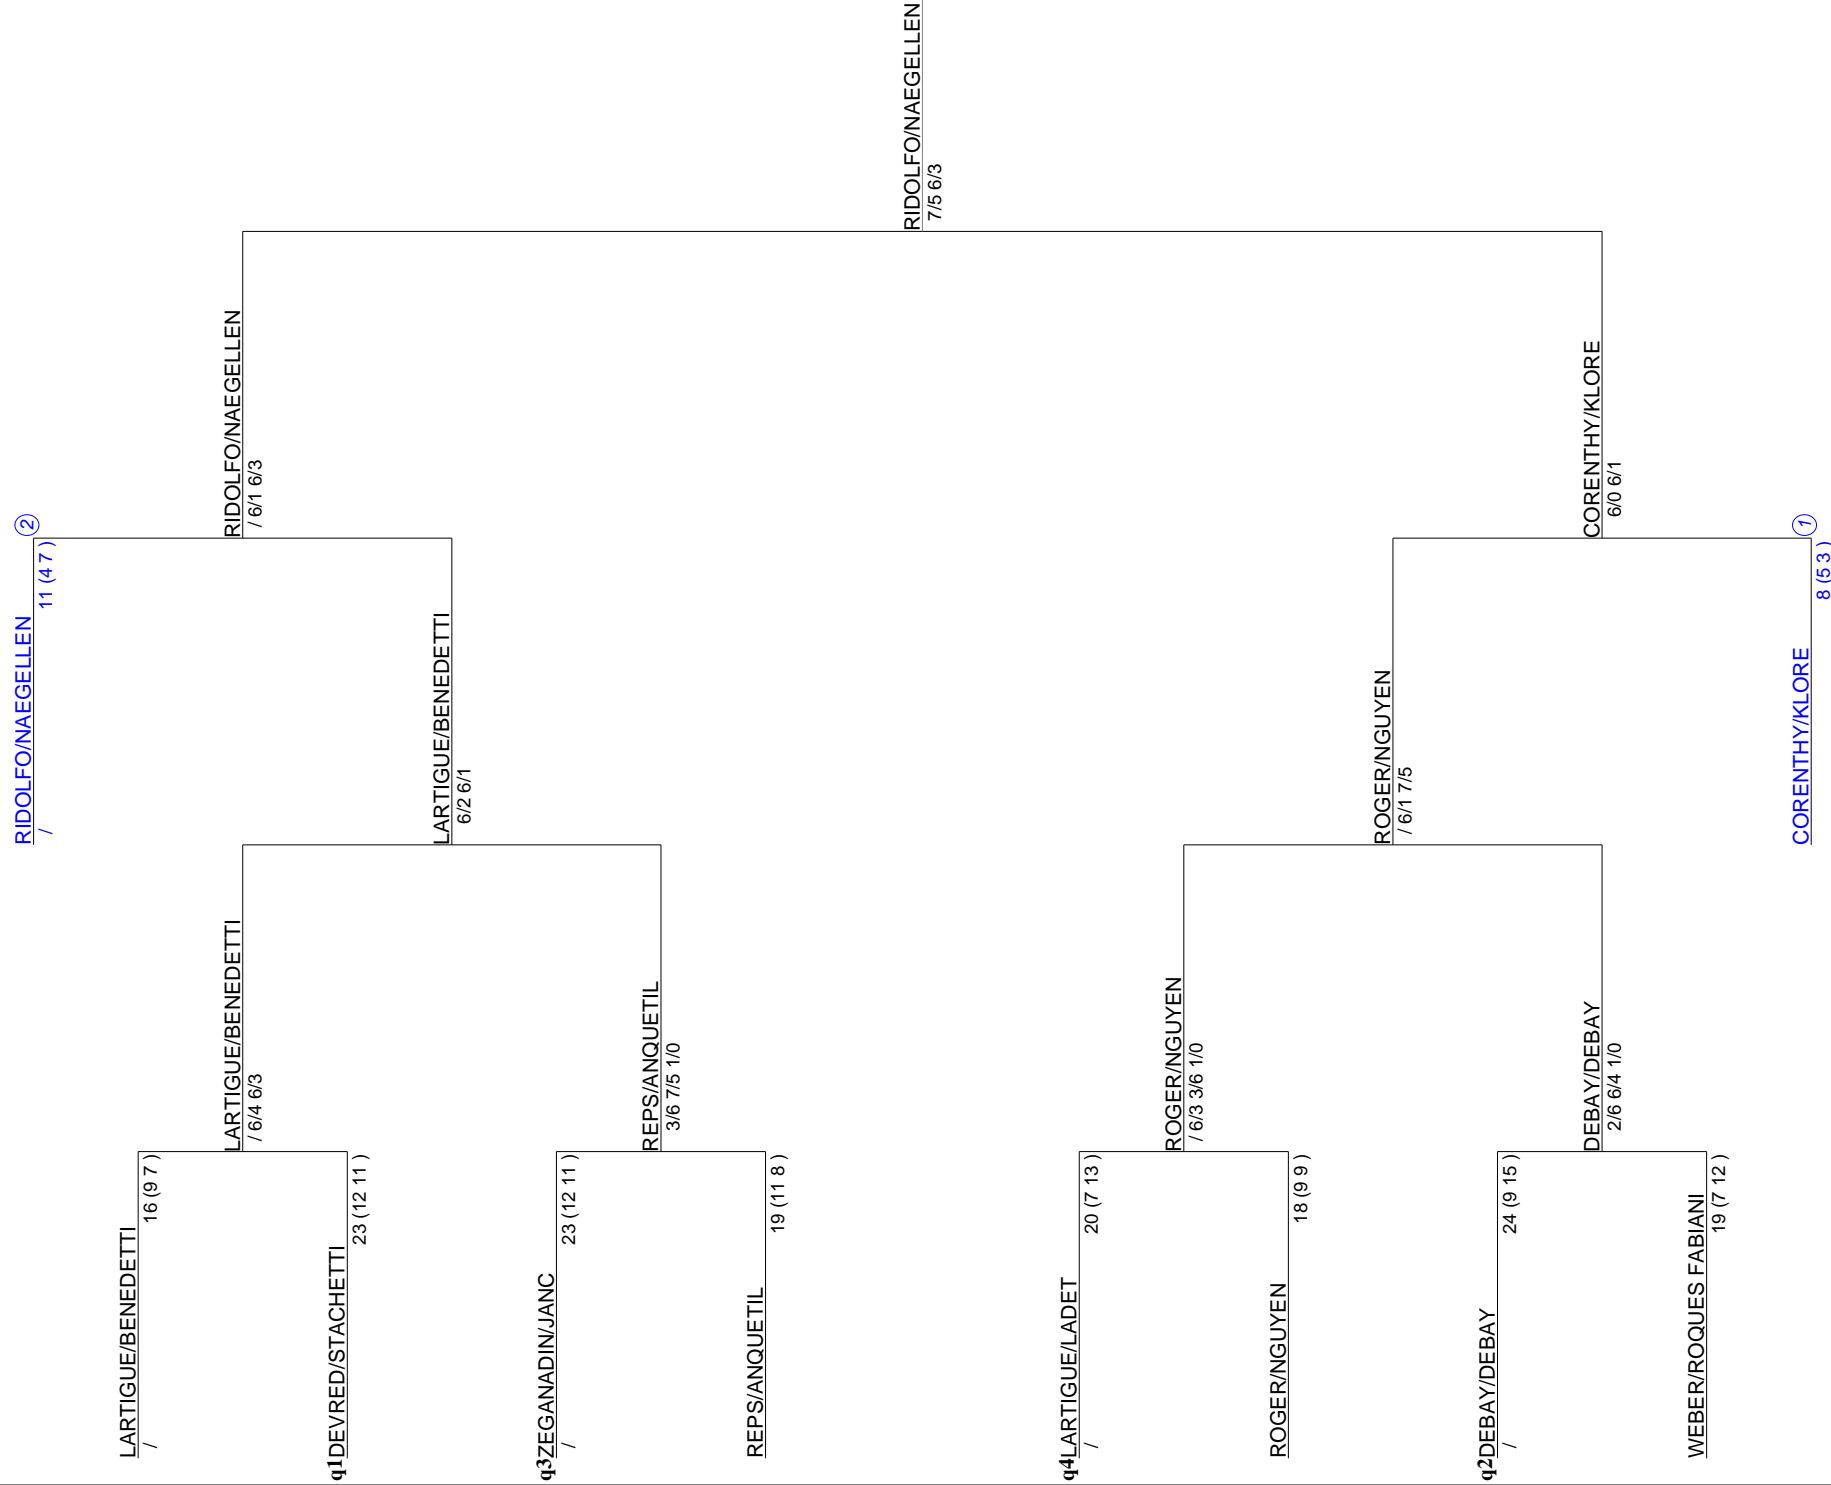 RIDOLFO/NAEGELLEN
/
11 (4 7 )
2
LARTIGUE/BENEDETTI
/
16 (9 7 )
q1DEVRED/STACHETTI
23 (12 11 )
LARTIGUE/BENEDETTI
/ 6/4 6/3
RIDOLFO/NAEGELLEN
/ 6/1 6/3
LARTIGUE/BENEDETTI
6/2 6/1
q3ZEGANADIN/JANC
/
23 (12 11 )
REPS/ANQUETIL
3/6 7/5 1/0
REPS/ANQUETIL
19 (11 8 )
RIDOLFO/NAEGELLEN
7/5 6/3
q4LARTIGUE/LADET
/
20 (7 13 )
ROGER/NGUYEN
/ 6/3 3/6 1/0
ROGER/NGUYEN
18 (9 9 )
ROGER/NGUYEN
/ 6/1 7/5
q2DEBAY/DEBAY
/
24 (9 15 )
DEBAY/DEBAY
2/6 6/4 1/0
CORENTHY/KLORE
6/0 6/1
WEBER/ROQUES FABIANI
19 (7 12 )
CORENTHY/KLORE
8 (5 3 )
1